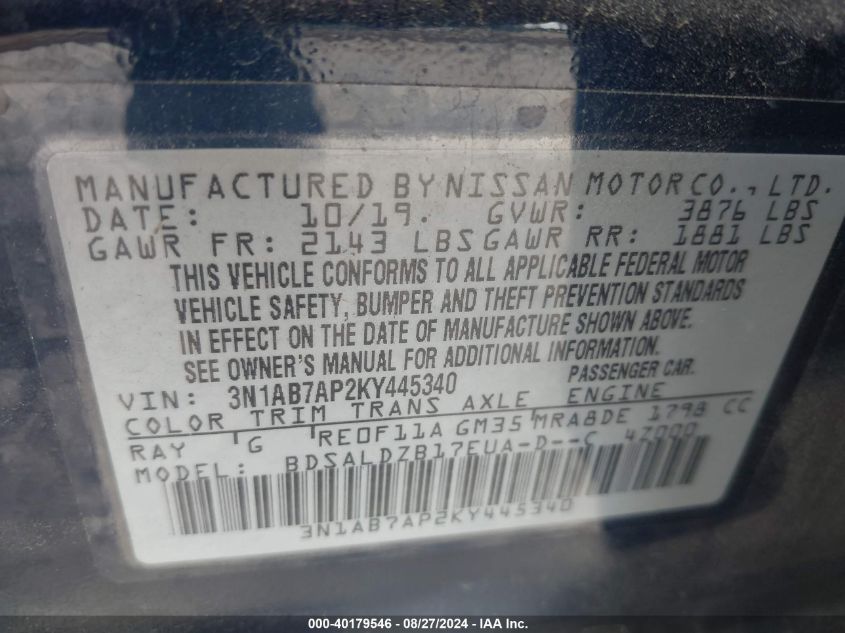 MANUFACTURED BY NISSAN MOTOR CO., LTD.
DATE: 10/19. GVWR: 3876 LBS
GAWR FR: 2143 LBS GAWR RR: 1881 LBS
THIS VEHICLE CONFORMS TO ALL APPLICABLE FEDERAL MOTOR
VEHICLE SAFETY, BUMPER AND THEFT PREVENTION STANDARDS
IN EFFECT ON THE DATE OF MANUFACTURE SHOWN ABOVE.
SEE OWNER'S MANUAL FOR ADDITIONAL INFORMATION.
VIN: 3N1AB7AP2KY445340 PASSENGER CAR.
COLOR TRIM TRANS AXLE ENGINE
RAY G RE0F11A GM35 MRA8DE 1798 CC
MODEL: BDSALDZB17EUA-D--C 4Z000
3N1AB7AP2KY445340
000-40179546 - 08/27/2024 - IAA Inc.